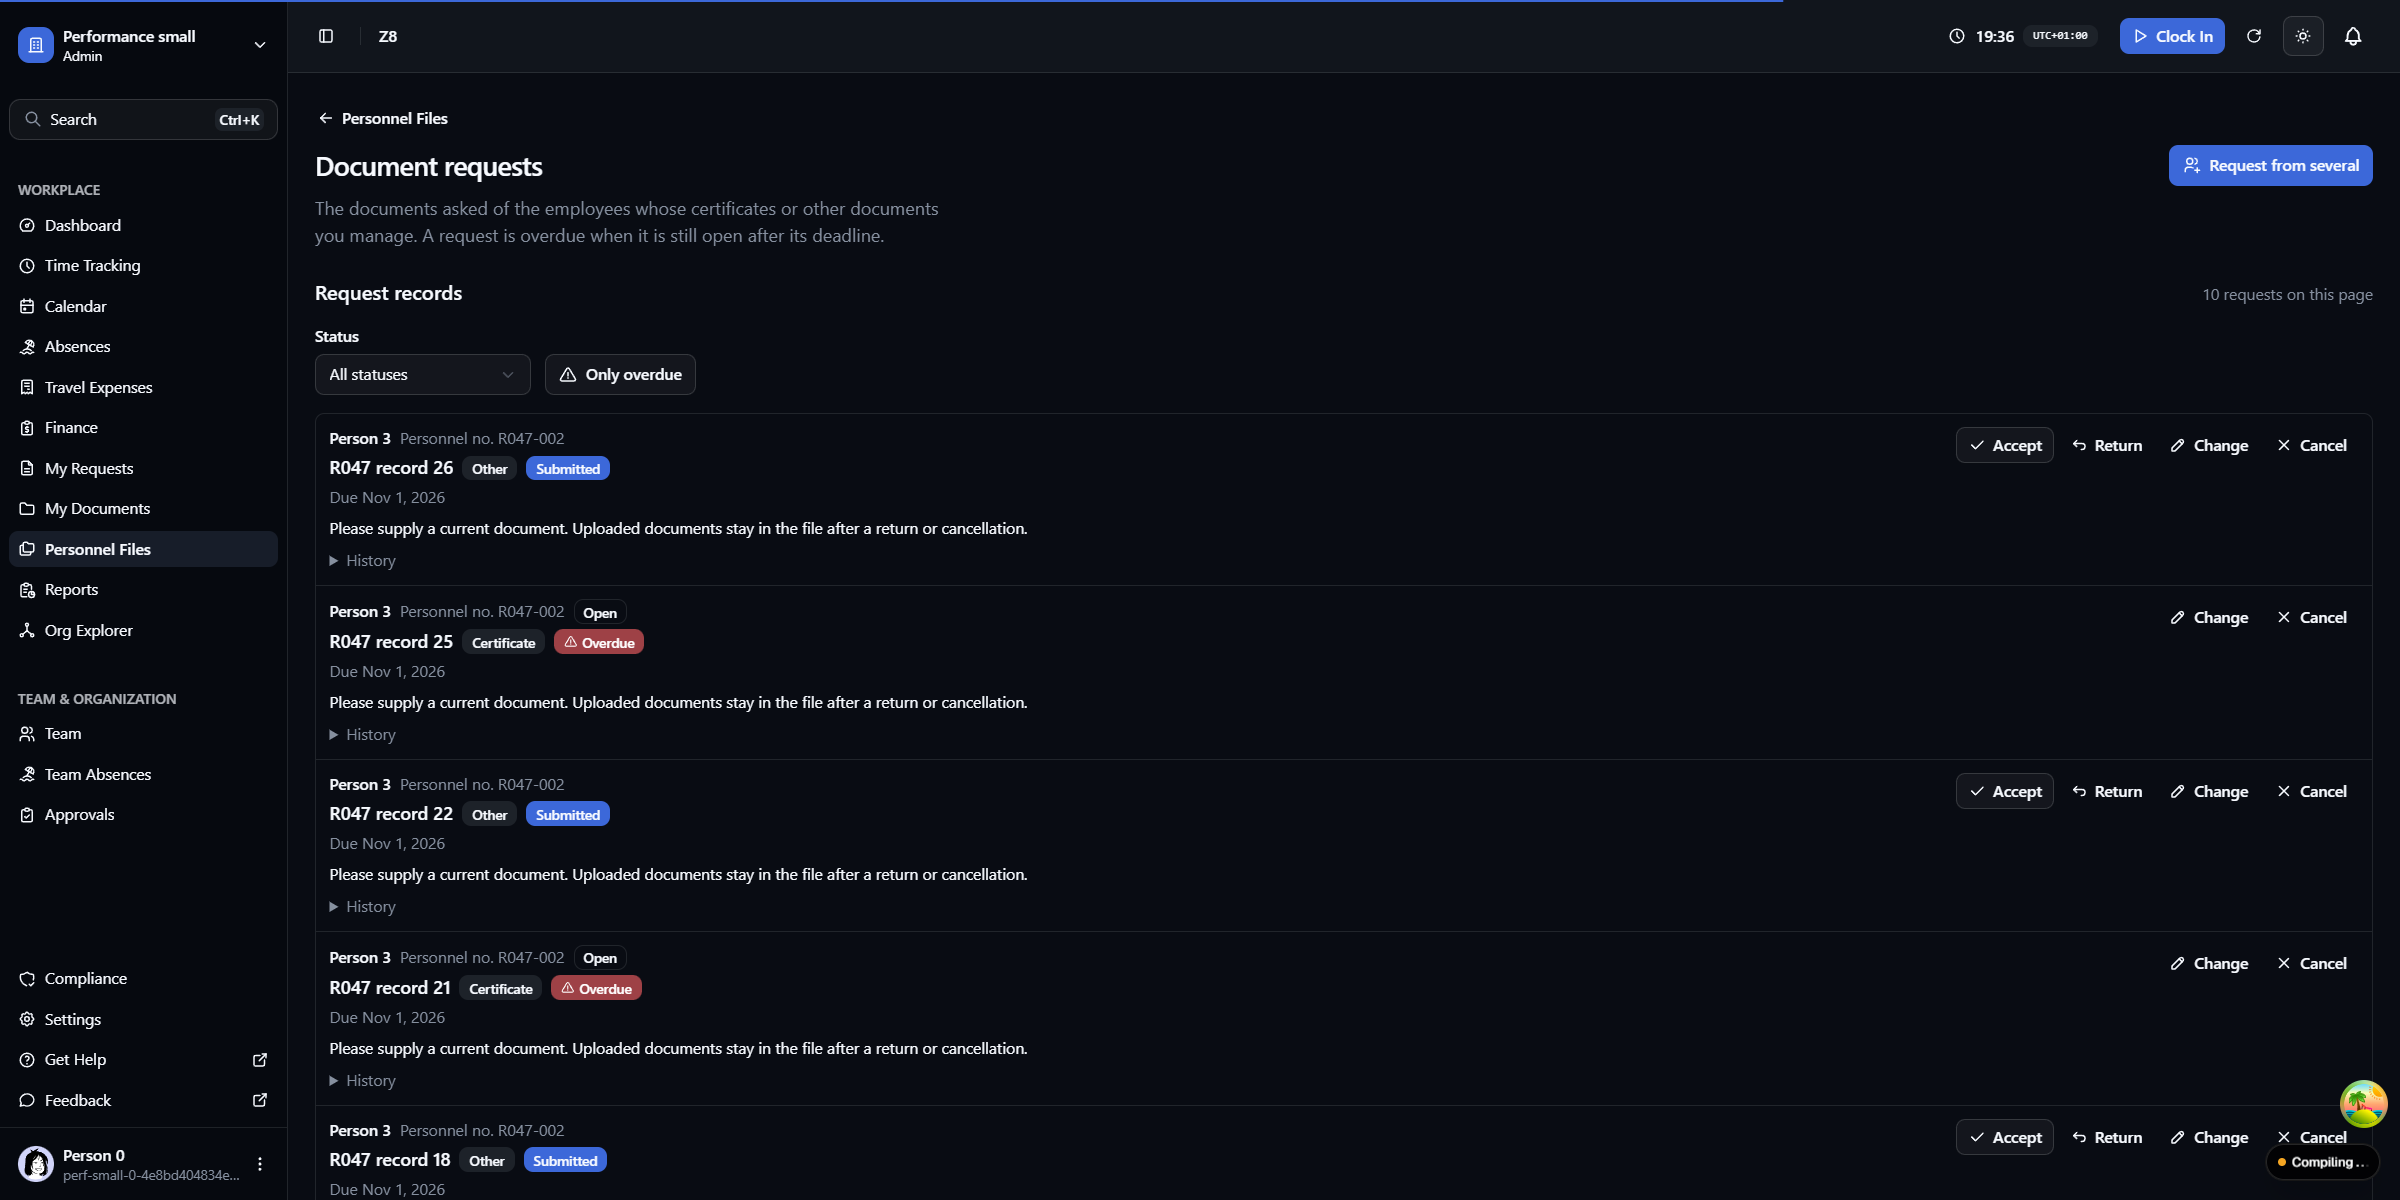 Performance small
Admin
Search
Ctrl+K
WORKPLACE
Dashboard
Time Tracking
Calendar
Absences
Travel Expenses
Finance
My Requests
My Documents
Personnel Files
Reports
Org Explorer
TEAM & ORGANIZATION
Team
Team Absences
Approvals
Compliance
Settings
Get Help
Feedback
Person 0
perf-small-0-4e8bd404834e...
Z8
19:36
UTC+01:00
Clock In
Personnel Files
Document requests
Request from several
The documents asked of the employees whose certificates or other documents
you manage. A request is overdue when it is still open after its deadline.
Request records
10 requests on this page
Status
All statuses
Only overdue
Person 3 Personnel no. R047-002
R047 record 26 Other Submitted
Accept Return Change Cancel
Due Nov 1, 2026
Please supply a current document. Uploaded documents stay in the file after a return or cancellation.
History
Person 3 Personnel no. R047-002 Open
R047 record 25 Certificate Overdue
Change Cancel
Due Nov 1, 2026
Please supply a current document. Uploaded documents stay in the file after a return or cancellation.
History
Person 3 Personnel no. R047-002
R047 record 22 Other Submitted
Accept Return Change Cancel
Due Nov 1, 2026
Please supply a current document. Uploaded documents stay in the file after a return or cancellation.
History
Person 3 Personnel no. R047-002 Open
R047 record 21 Certificate Overdue
Change Cancel
Due Nov 1, 2026
Please supply a current document. Uploaded documents stay in the file after a return or cancellation.
History
Person 3 Personnel no. R047-002
R047 record 18 Other Submitted
Accept Return Change Cancel
Due Nov 1, 2026
Compiling ...